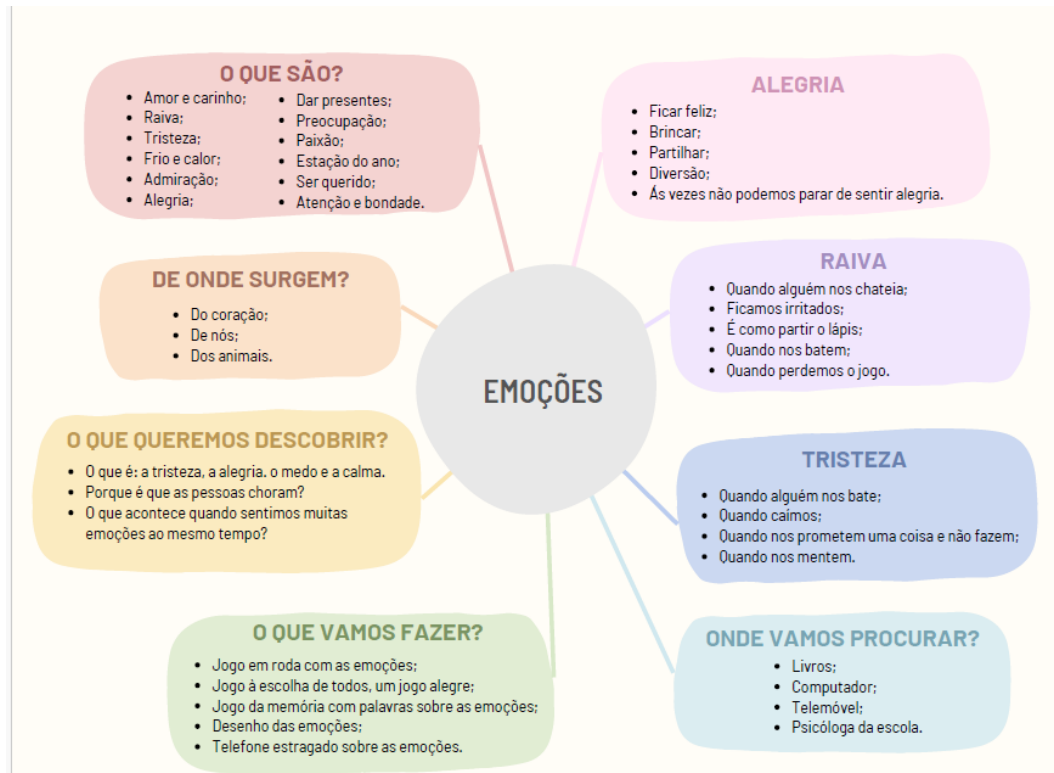 O QUE SÃO?
• Amor e carinho;
• Raiva;
• Tristeza;
• Frio e calor;
• Admiração;
• Alegria;
• Dar presentes;
• Preocupação;
• Paixão;
• Estação do ano;
• Ser querido;
• Atenção e bondade.
ALEGRIA
• Ficar feliz;
• Brincar;
• Partilhar;
• Diversão;
• Ás vezes não podemos parar de sentir alegria.
DE ONDE SURGEM?
• Do coração;
• De nós;
• Dos animais.
RAIVA
• Quando alguém nos chateia;
• Ficamos irritados;
• É como partir o lápis;
• Quando nos batem;
• Quando perdemos o jogo.
EMOÇÕES
O QUE QUEREMOS DESCOBRIR?
• O que é: a tristeza, a alegria. o medo e a calma.
• Porque é que as pessoas choram?
• O que acontece quando sentimos muitas
emoções ao mesmo tempo?
TRISTEZA
• Quando alguém nos bate;
• Quando caímos;
• Quando nos prometem uma coisa e não fazem;
• Quando nos mentem.
O QUE VAMOS FAZER?
• Jogo em roda com as emoções;
• Jogo à escolha de todos, um jogo alegre;
• Jogo da memória com palavras sobre as emoções;
• Desenho das emoções;
• Telefone estragado sobre as emoções.
ONDE VAMOS PROCURAR?
• Livros;
• Computador;
• Telemóvel;
• Psicóloga da escola.